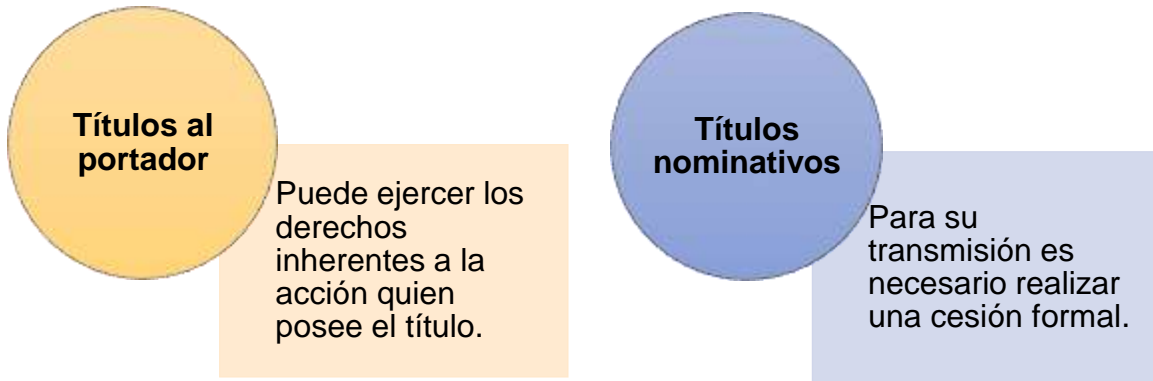 Títulos al
portador
Puede ejercer los
derechos
inherentes a la
acción quien
posee el título.
Títulos
nominativos
Para su
transmisión es
necesario realizar
una cesión formal.